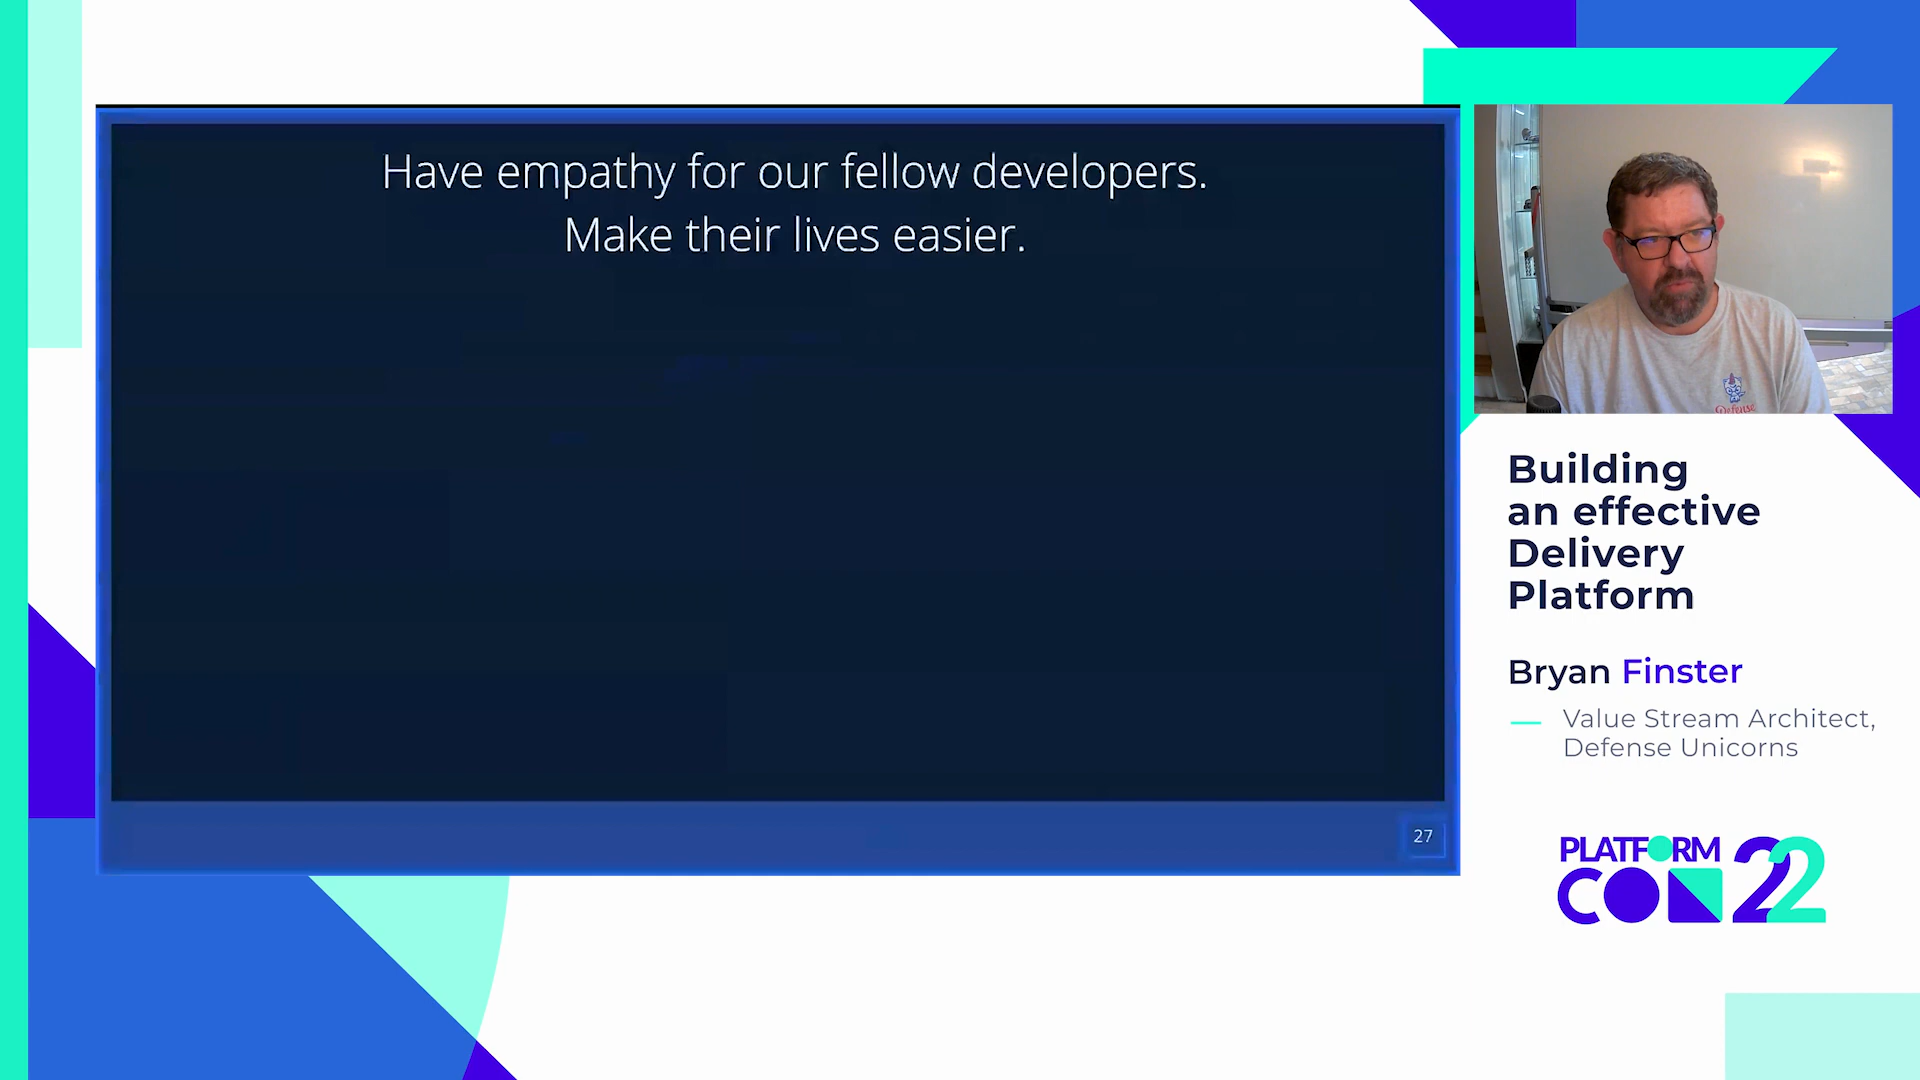 Have empathy for our fellow developers.
Make their lives easier.
27
Defense
Building
an effective
Delivery
Platform
Bryan Finster
Value Stream Architect,
Defense Unicorns
PLATFORM
CON 22